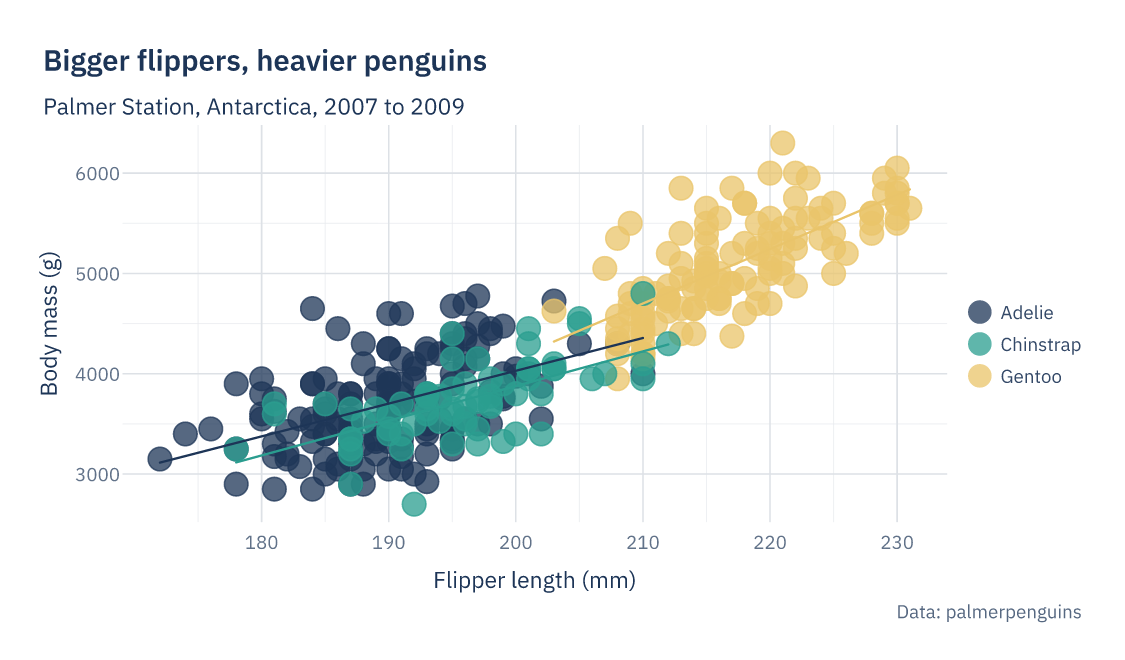 Bigger flippers, heavier penguins
Palmer Station, Antarctica, 2007 to 2009
Body mass (g)
6000
5000
4000
3000
180 190 200 210 220 230
Flipper length (mm)
Adelie
Chinstrap
Gentoo
Data: palmerpenguins